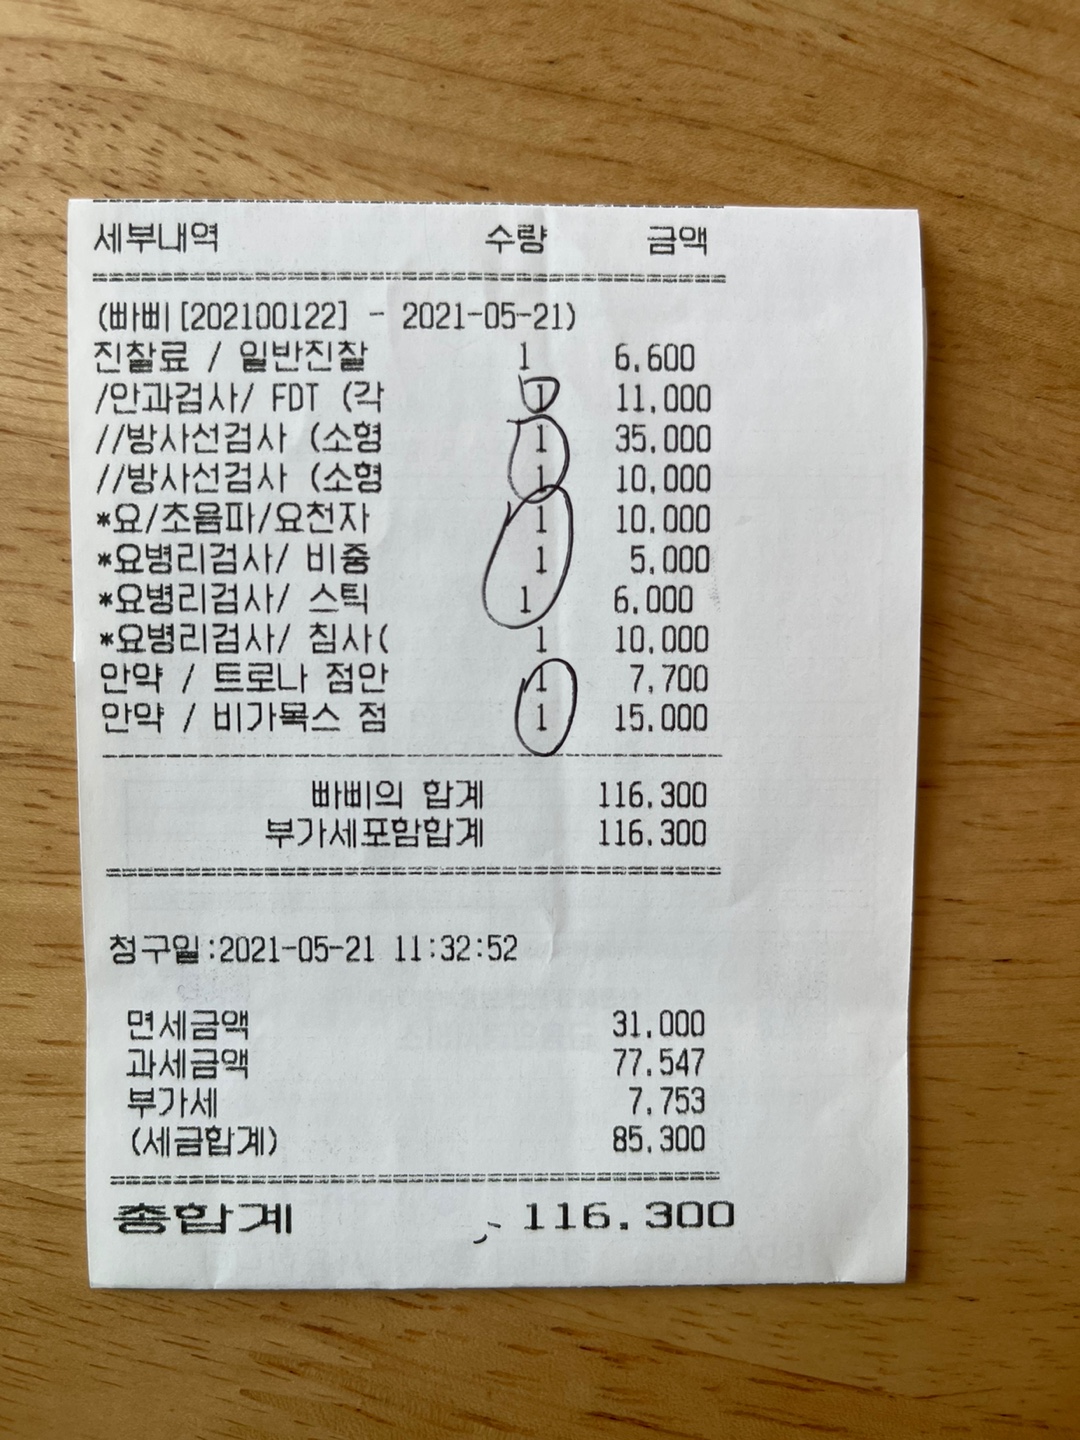 세부내역 수량 금액
(빠삐[202100122] - 2021-05-21)
진찰료 / 일반진찰 1 6,600
/안과검사/ FDT (각 1 11,000
//방사선검사 (소형 1 35,000
//방사선검사 (소형 1 10,000
*요/초음파/요천자 1 10,000
*요병리검사/ 비중 1 5,000
*요병리검사/ 스틱 1 6,000
*요병리검사/ 침사( 1 10,000
안약 / 트로나 점안 1 7,700
안약 / 비가목스 점 1 15,000
빠삐의 합계 116,300
부가세포함합계 116,300
청구일:2021-05-21 11:32:52
면세금액 31,000
과세금액 77,547
부가세 7,753
(세금합계) 85,300
총합계 116,300